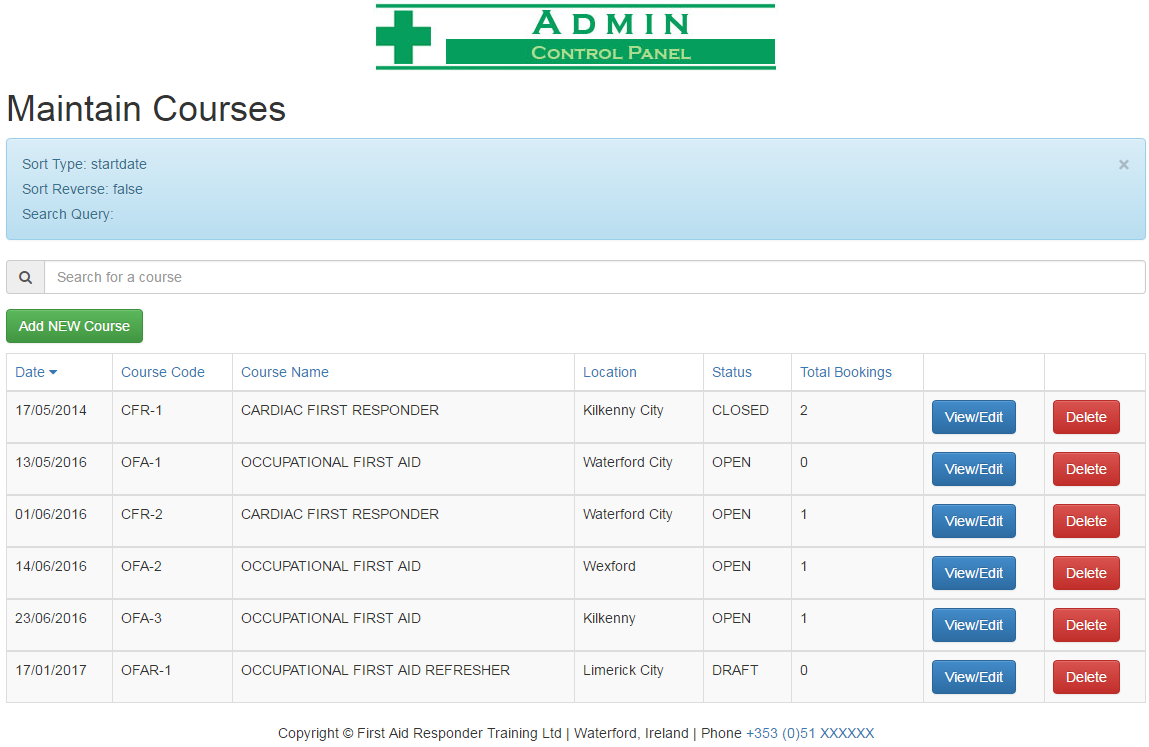 ADMIN
CONTROL PANEL
Maintain Courses
Sort Type: startdate
×
Sort Reverse: false
Search Query:
Search for a course
Add NEW Course
Date Course Code Course Name Location Status Total Bookings
17/05/2014 CFR-1 CARDIAC FIRST RESPONDER Kilkenny City CLOSED 2 View/Edit Delete
13/05/2016 OFA-1 OCCUPATIONAL FIRST AID Waterford City OPEN 0 View/Edit Delete
01/06/2016 CFR-2 CARDIAC FIRST RESPONDER Waterford City OPEN 1 View/Edit Delete
14/06/2016 OFA-2 OCCUPATIONAL FIRST AID Wexford OPEN 1 View/Edit Delete
23/06/2016 OFA-3 OCCUPATIONAL FIRST AID Kilkenny OPEN 1 View/Edit Delete
17/01/2017 OFAR-1 OCCUPATIONAL FIRST AID REFRESHER Limerick City DRAFT 0 View/Edit Delete
Copyright © First Aid Responder Training Ltd | Waterford, Ireland | Phone +353 (0)51 XXXXXX